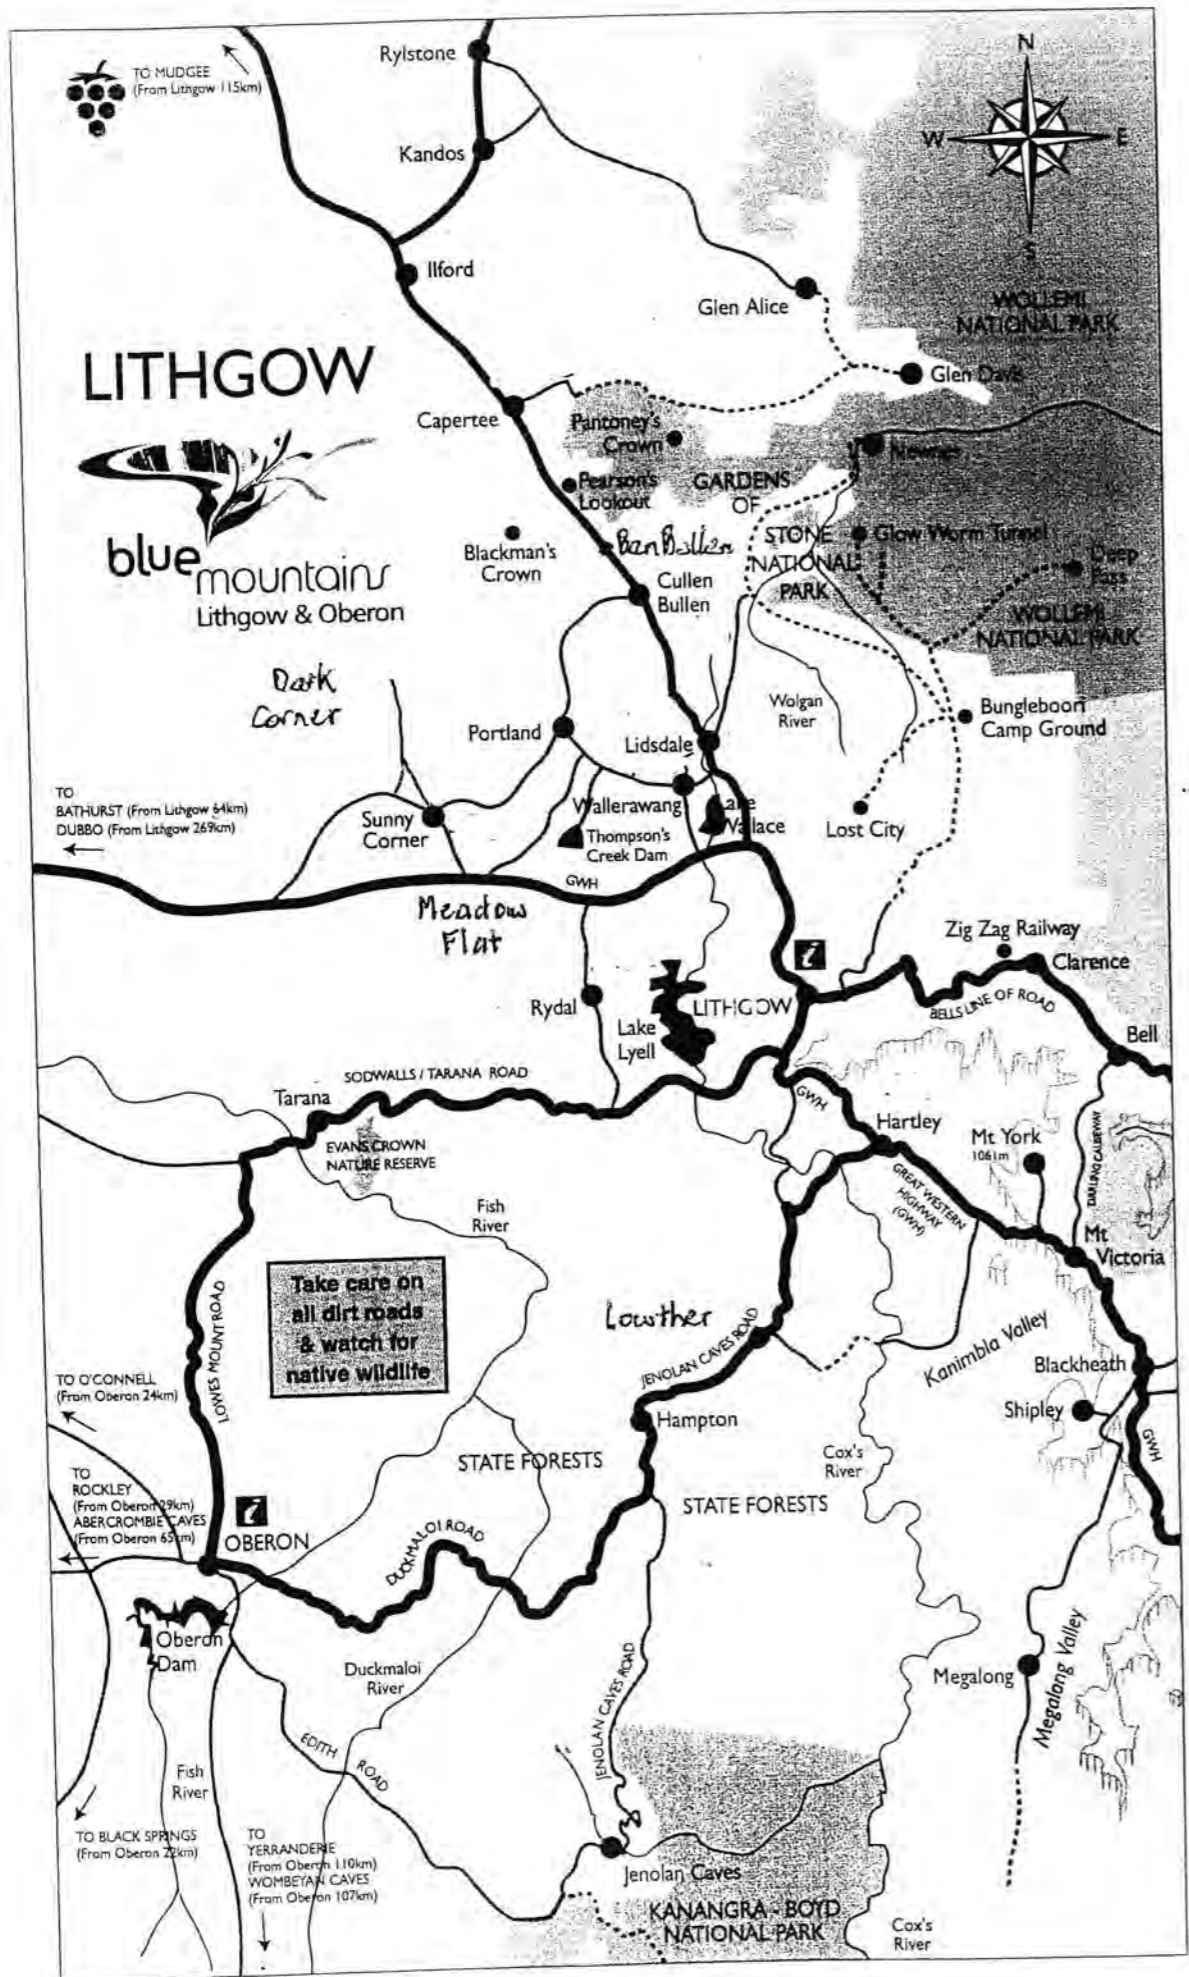 N
W
E
S
TO MUDGEE
(From Lithgow 115km)
Rylstone
Kandos
Ilford
Glen Alice
WOLLEMI
NATIONAL PARK
Glen Davis
LITHGOW
blue
mountains
Lithgow & Oberon
Capertee
Pantoney's
Crown
Newnes
Pearson's
Lookout
GARDENS
OF
STONE
NATIONAL
PARK
Blackman's
Crown
Ban Bullen
Glow Worm Tunnel
Deep
Pass
Cullen
Bullen
WOLLEMI
NATIONAL PARK
Dark
Corner
Wolgan
River
Bungleboori
Camp Ground
Portland
Lidsdale
TO
BATHURST (From Lithgow 64km)
DUBBO (From Lithgow 269km)
Sunny
Corner
Wallerawang
Lake
Wallace
Thompson's
Creek Dam
Lost City
GWH
Meadow
Flat
Zig Zag Railway
Clarence
i
Rydal
LITHGOW
Lake
Lyell
BELLS LINE OF ROAD
Bell
SODWALLS / TARANA ROAD
Tarana
GWH
Hartley
Mt York
1061m
DARLING CAUSEWAY
EVANS CROWN
NATURE RESERVE
GREAT WESTERN
HIGHWAY
(GWH)
Fish
River
Mt
Victoria
Take care on
all dirt roads
& watch for
native wildlife
LOWES MOUNT ROAD
Lowther
JENOLAN CAVES ROAD
Kanimbla Valley
Blackheath
TO O'CONNELL
(From Oberon 24km)
Shipley
Hampton
GWH
STATE FORESTS
Cox's
River
TO
ROCKLEY
(From Oberon 29km)
ABERCROMBIE CAVES
(From Oberon 65km)
STATE FORESTS
i
OBERON
DUCKMALOI ROAD
Oberon
Dam
Duckmaloi
River
JENOLAN CAVES ROAD
Megalong
Megalong Valley
EDITH ROAD
Fish
River
TO BLACK SPRINGS
(From Oberon 22km)
TO
YERRANDERIE
(From Oberon 110km)
WOMBEYAN CAVES
(From Oberon 107km)
Jenolan Caves
KANANGRA - BOYD
NATIONAL PARK
Cox's
River